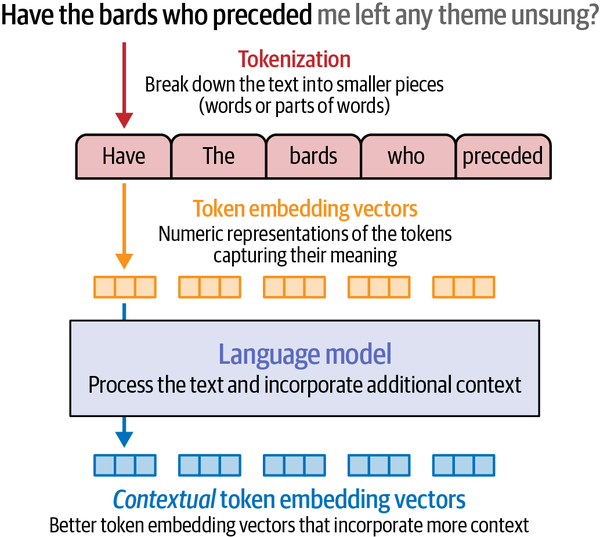 Have the bards who preceded me left any theme unsung?
Tokenization
Break down the text into smaller pieces
(words or parts of words)
Have The bards who preceded
Token embedding vectors
Numeric representations of the tokens
capturing their meaning
Language model
Process the text and incorporate additional context
Contextual token embedding vectors
Better token embedding vectors that incorporate more context